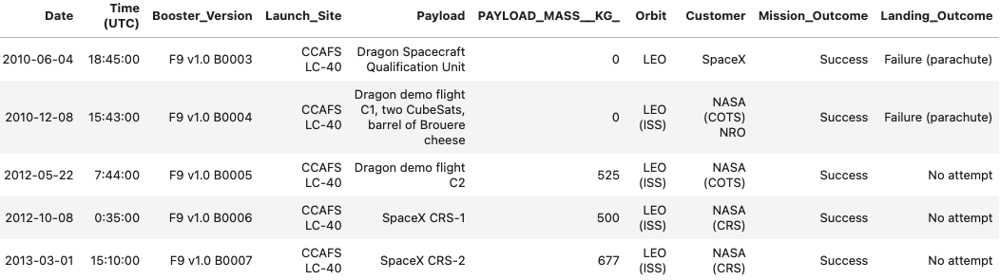 Date Time (UTC) Booster_Version Launch_Site Payload PAYLOAD_MASS__KG_ Orbit Customer Mission_Outcome Landing_Outcome
2010-06-04 18:45:00 F9 v1.0 B0003 CCAFS LC-40 Dragon Spacecraft Qualification Unit 0 LEO SpaceX Success Failure (parachute)
2010-12-08 15:43:00 F9 v1.0 B0004 CCAFS LC-40 Dragon demo flight C1, two CubeSats, barrel of Brouere cheese 0 LEO (ISS) NASA (COTS) NRO Success Failure (parachute)
2012-05-22 7:44:00 F9 v1.0 B0005 CCAFS LC-40 Dragon demo flight C2 525 LEO (ISS) NASA (COTS) Success No attempt
2012-10-08 0:35:00 F9 v1.0 B0006 CCAFS LC-40 SpaceX CRS-1 500 LEO (ISS) NASA (CRS) Success No attempt
2013-03-01 15:10:00 F9 v1.0 B0007 CCAFS LC-40 SpaceX CRS-2 677 LEO (ISS) NASA (CRS) Success No attempt